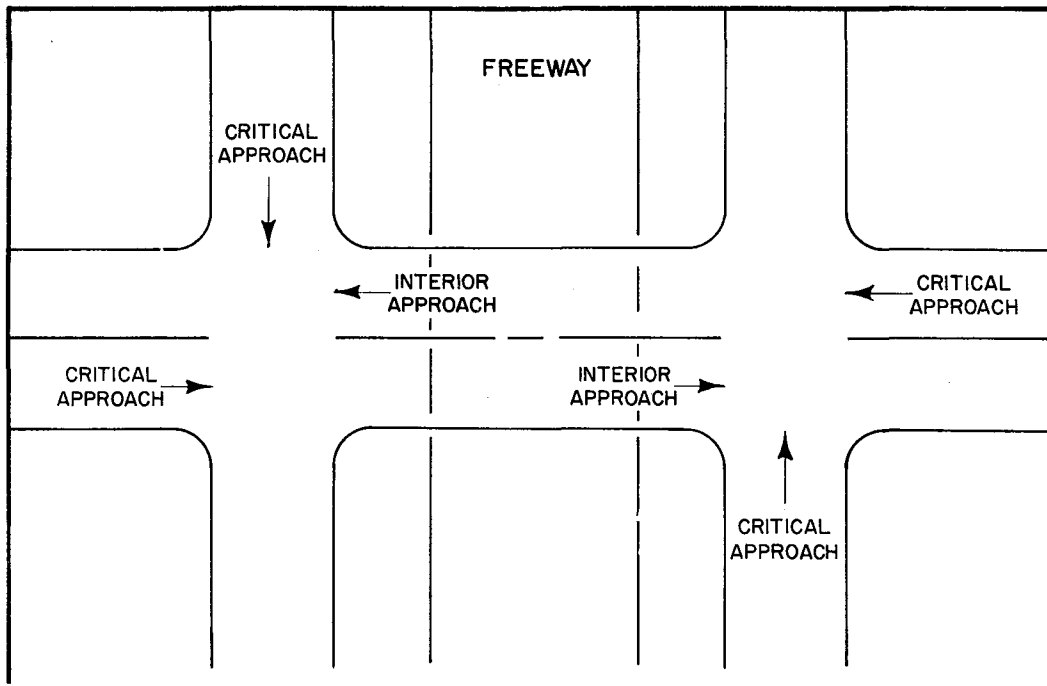 FREEWAY
CRITICAL
APPROACH
INTERIOR
APPROACH
CRITICAL
APPROACH
CRITICAL
APPROACH
INTERIOR
APPROACH
CRITICAL
APPROACH